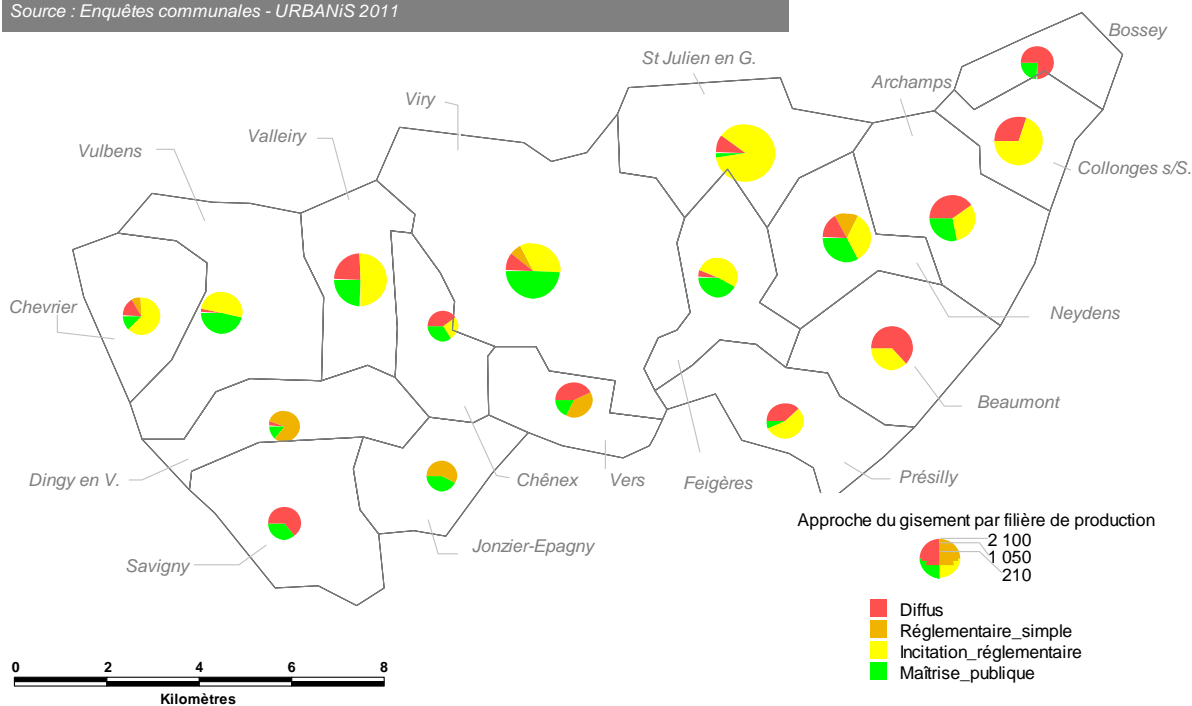 Source : Enquêtes communales - URBANiS 2011
Bossey
St Julien en G.
Archamps
Viry
Valleiry
Vulbens
Collonges s/S.
Chevrier
Neydens
Beaumont
Dingy en V.
Chênex
Vers
Feigères
Présilly
Jonzier-Epagny
Savigny
Approche du gisement par filière de production
2 100
1 050
210
Diffus
Réglementaire_simple
Incitation_réglementaire
Maîtrise_publique
0 2 4 6 8
Kilomètres